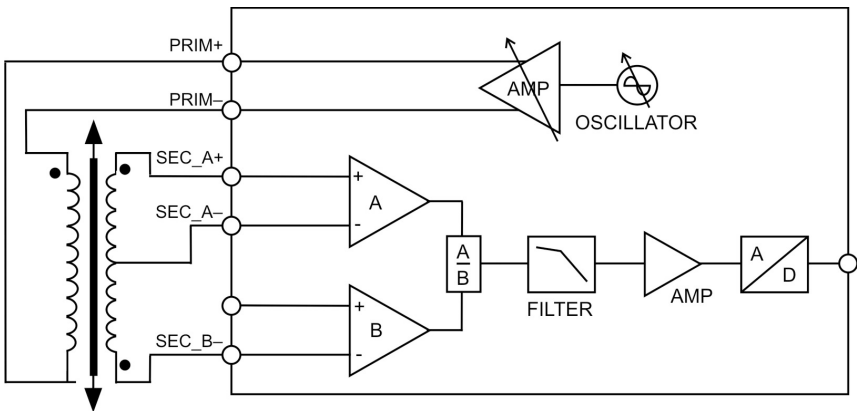 PRIM+
AMP
OSCILLATOR
PRIM–
SEC_A+
+
A
-
SEC_A–
A
B
A
D
FILTER
AMP
+
B
-
SEC_B–